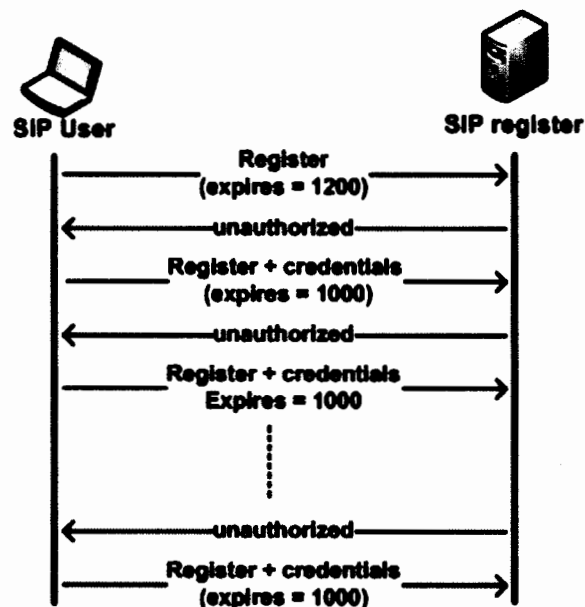 SIP User
SIP register
Register
(expires = 1200)
unauthorized
Register + credentials
(expires = 1000)
unauthorized
Register + credentials
Expires = 1000
unauthorized
Register + credentials
(expires = 1000)